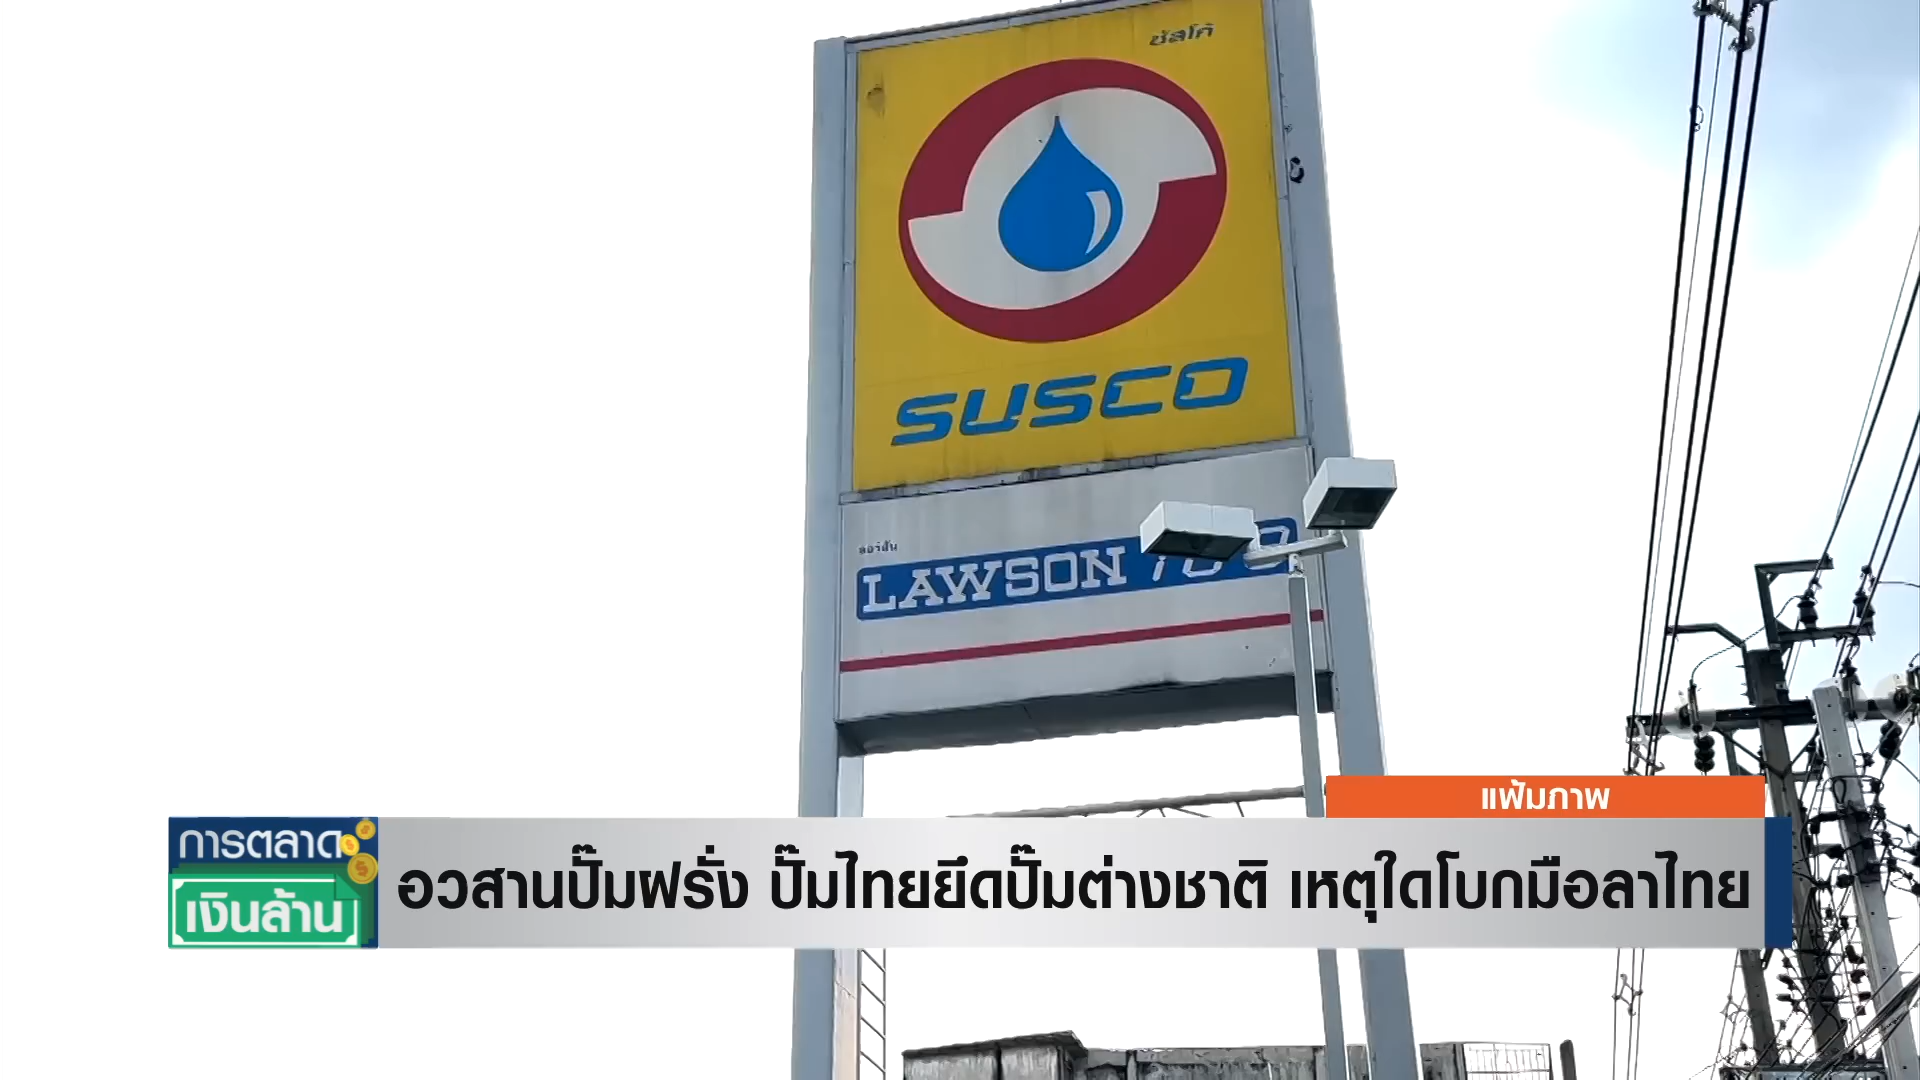 ซัสโก้
SUSCO
ลอว์สัน
LAWSON 108
แฟ้มภาพ
การตลาด
เงินล้าน
อวสานปั๊มฝรั่ง ปั๊มไทยยึดปั๊มต่างชาติ เหตุใดโบกมือลาไทย